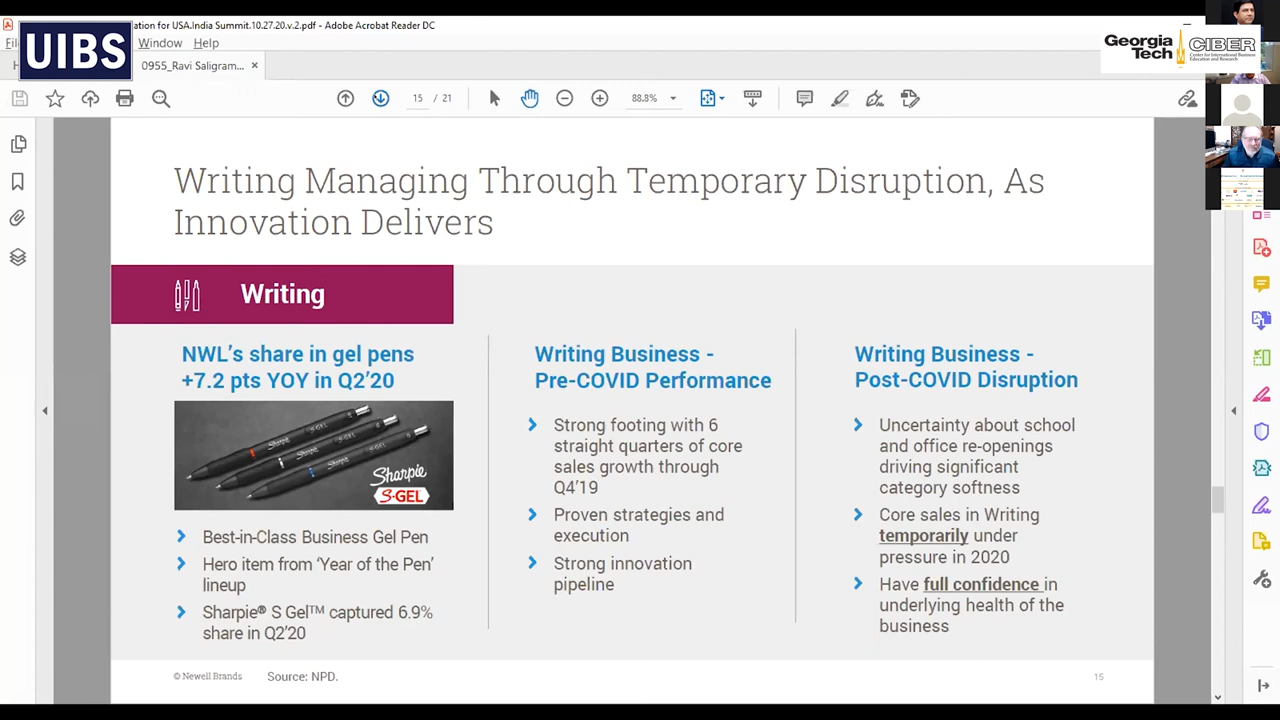 ation for USA.India Summit.10.27.20.v.2.pdf - Adobe Acrobat Reader DC
UIBS
Window Help
0955_Ravi Saligram...
Georgia Tech
CIBER
Center for International Business
Education and Research
15 / 21
88.8%
Writing Managing Through Temporary Disruption, As
Innovation Delivers
Writing
NWL's share in gel pens
+7.2 pts YOY in Q2'20
Sharpie
S·GEL
Best-in-Class Business Gel Pen
Hero item from 'Year of the Pen'
lineup
Sharpie® S Gel™ captured 6.9%
share in Q2'20
Writing Business -
Pre-COVID Performance
Strong footing with 6
straight quarters of core
sales growth through
Q4'19
Proven strategies and
execution
Strong innovation
pipeline
Writing Business -
Post-COVID Disruption
Uncertainty about school
and office re-openings
driving significant
category softness
Core sales in Writing
temporarily under
pressure in 2020
Have full confidence in
underlying health of the
business
© Newell Brands
Source: NPD.
15